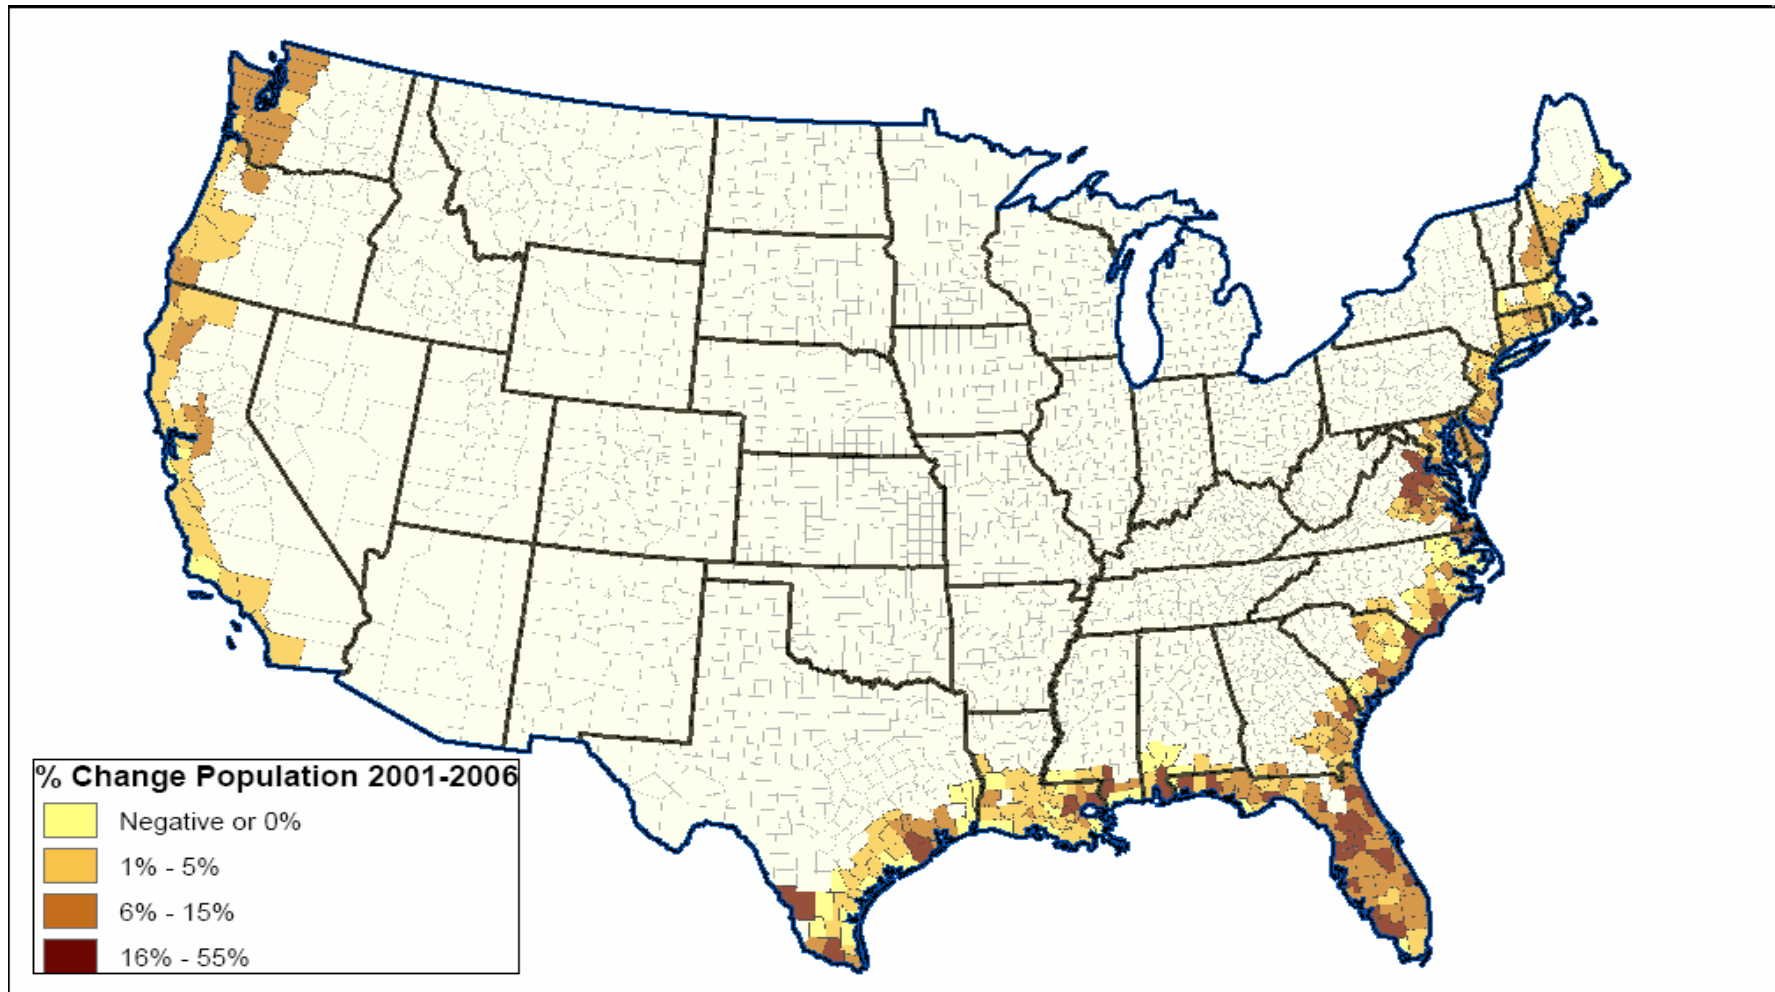 % Change Population 2001-2006
Negative or 0%
1% - 5%
6% - 15%
16% - 55%